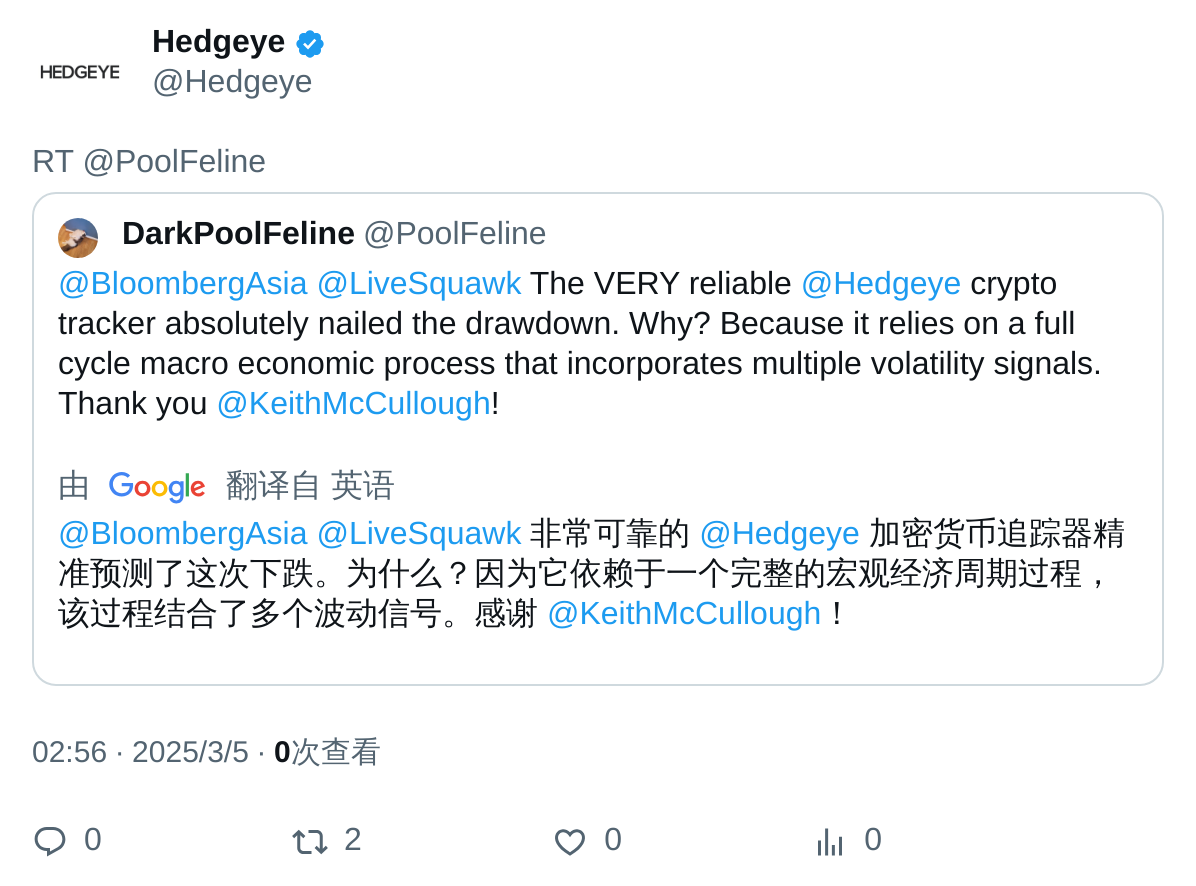 Hedgeye
HEDGEYE
@Hedgeye
RT @PoolFeline
DarkPoolFeline @PoolFeline
@BloombergAsia @LiveSquawk The VERY reliable @Hedgeye crypto
tracker absolutely nailed the drawdown. Why? Because it relies on a full
cycle macro economic process that incorporates multiple volatility signals.
Thank you @KeithMcCullough!
由 Google 翻译自 英语
@BloombergAsia @LiveSquawk 非常可靠的 @Hedgeye 加密货币追踪器精
准预测了这次下跌。为什么？因为它依赖于一个完整的宏观经济周期过程，
该过程结合了多个波动信号。感谢 @KeithMcCullough！
02:56 · 2025/3/5 · 0次查看
0 2 0 0